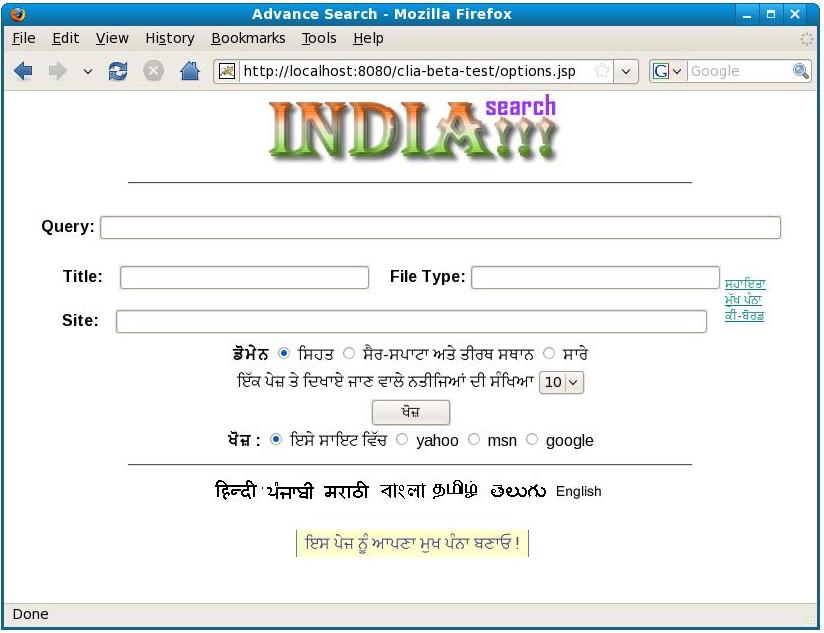 Advance Search - Mozilla Firefox
File Edit View History Bookmarks Tools Help
http://localhost:8080/clia-beta-test/options.jsp
G Google
INDIA!!! search
Query:
Title: File Type:
ਸਹਾਇਤਾ
ਮੁੱਖ ਪੰਨਾ
ਕੀ-ਬੋਰਡ
Site:
ਡੋਮੇਨ ਸਿਹਤ ਸੈਰ-ਸਪਾਟਾ ਅਤੇ ਤੀਰਥ ਸਥਾਨ ਸਾਰੇ
ਇੱਕ ਪੇਜ਼ ਤੇ ਦਿਖਾਏ ਜਾਣ ਵਾਲੇ ਨਤੀਜਿਆਂ ਦੀ ਸੰਖਿਆ 10
ਖੋਜ਼
ਖੋਜ਼ : ਇਸੇ ਸਾਇਟ ਵਿੱਚ yahoo msn google
हिन्दी ਪੰਜਾਬੀ मराठी বাংলা தமிழ் తెలుగు English
ਇਸ ਪੇਜ ਨੂੰ ਆਪਣਾ ਮੁਖ ਪੰਨਾ ਬਣਾਓ !
Done